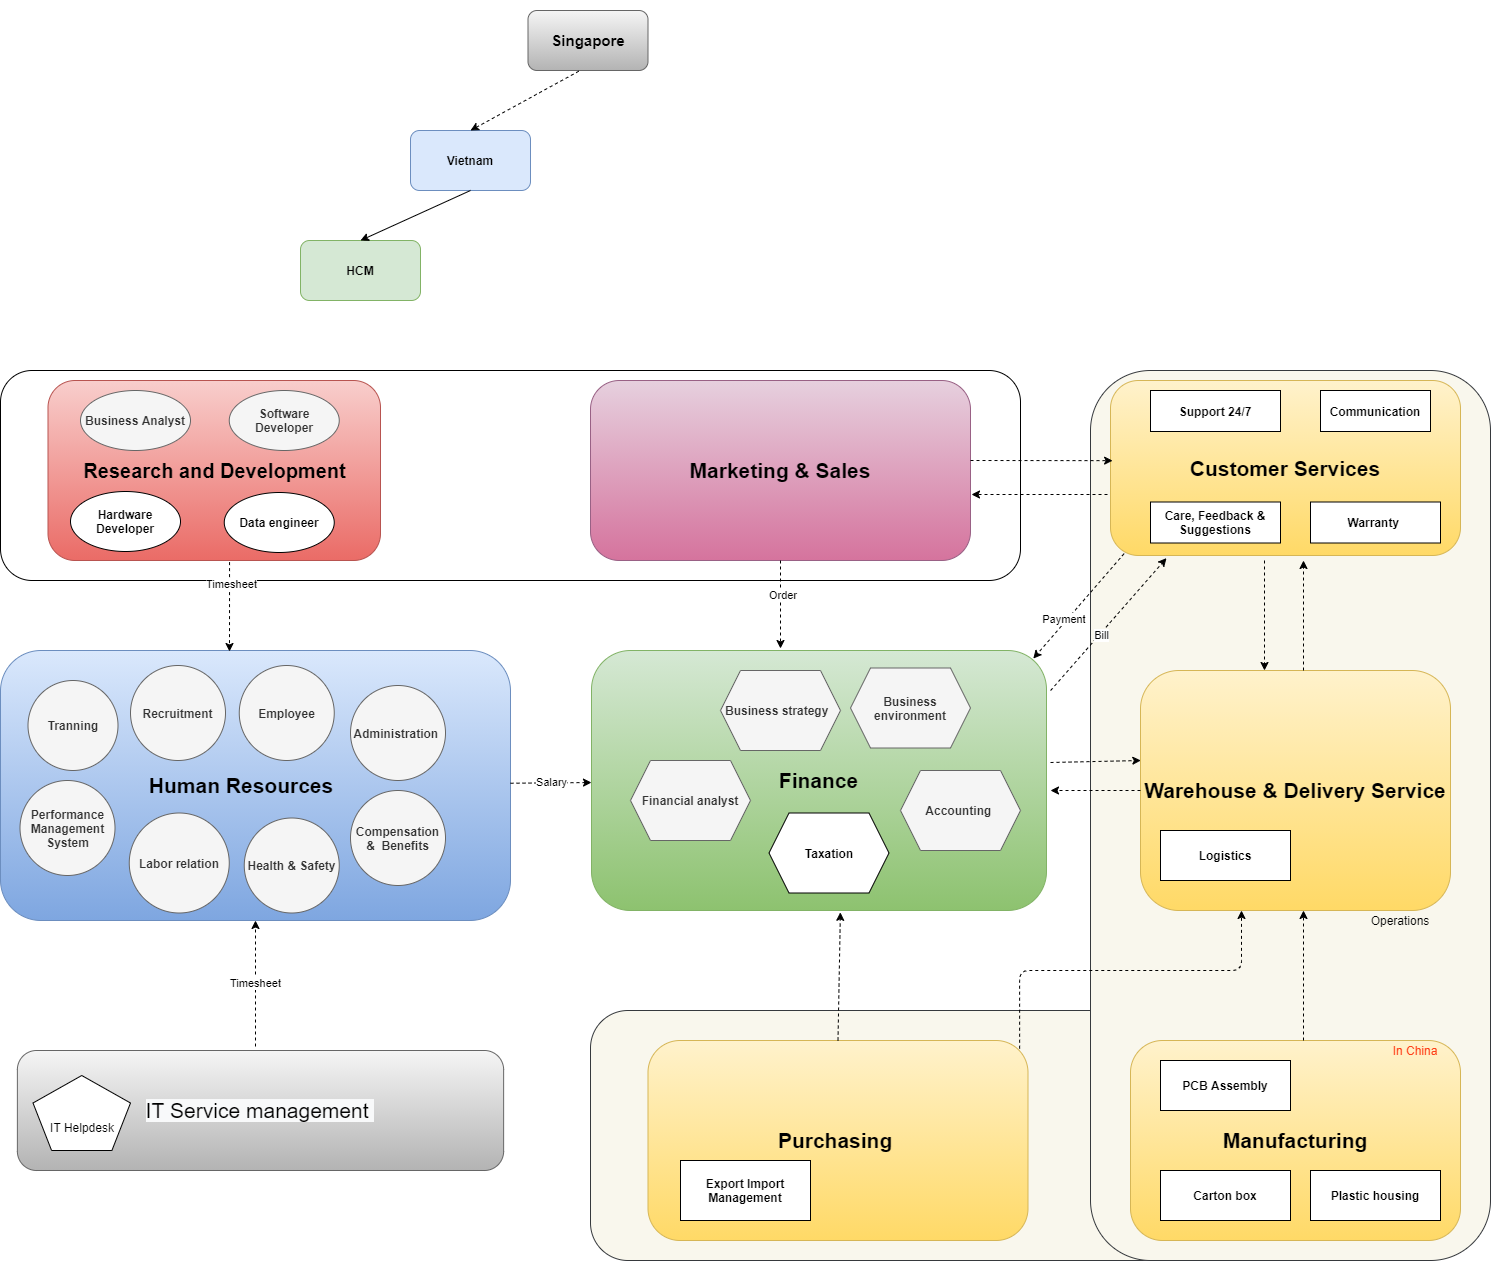 Singapore
Vietnam
HCM
Business Analyst
Software
Developer
Research and Development
Hardware
Developer
Data engineer
Marketing & Sales
Support 24/7
Communication
Customer Services
Care, Feedback &
Suggestions
Warranty
Timesheet
Order
Payment
Bill
Tranning
Recruitment
Employee
Administration
Human Resources
Performance
Management
System
Labor relation
Health & Safety
Compensation
& Benefits
Salary
Business strategy
Business
environment
Financial analyst
Finance
Accounting
Taxation
Warehouse & Delivery Service
Logistics
Operations
Timesheet
IT Helpdesk
IT Service management
Purchasing
Export Import
Management
In China
PCB Assembly
Manufacturing
Carton box
Plastic housing